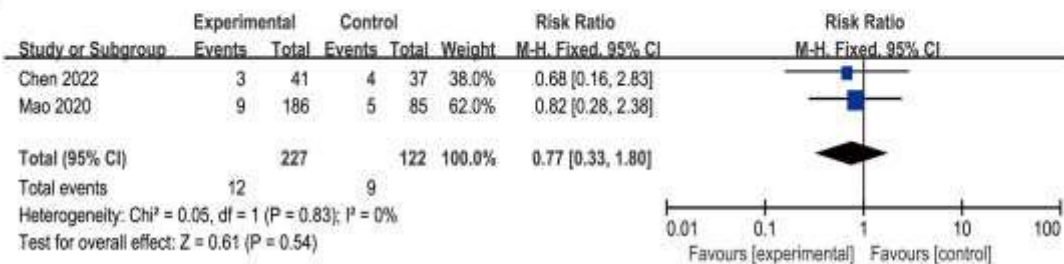 Experimental Control Risk Ratio Risk Ratio
Study or Subgroup Events Total Events Total Weight M-H. Fixed. 95% CI M-H. Fixed. 95% CI
Chen 2022 3 41 4 37 38.0% 0.68 [0.16, 2.83]
Mao 2020 9 186 5 85 62.0% 0.82 [0.28, 2.38]
Total (95% CI) 227 122 100.0% 0.77 [0.33, 1.80]
Total events 12 9
Heterogeneity: Chi² = 0.05, df = 1 (P = 0.83); I² = 0%
Test for overall effect: Z = 0.61 (P = 0.54)
0.01 0.1 1 10 100
Favours [experimental] Favours [control]